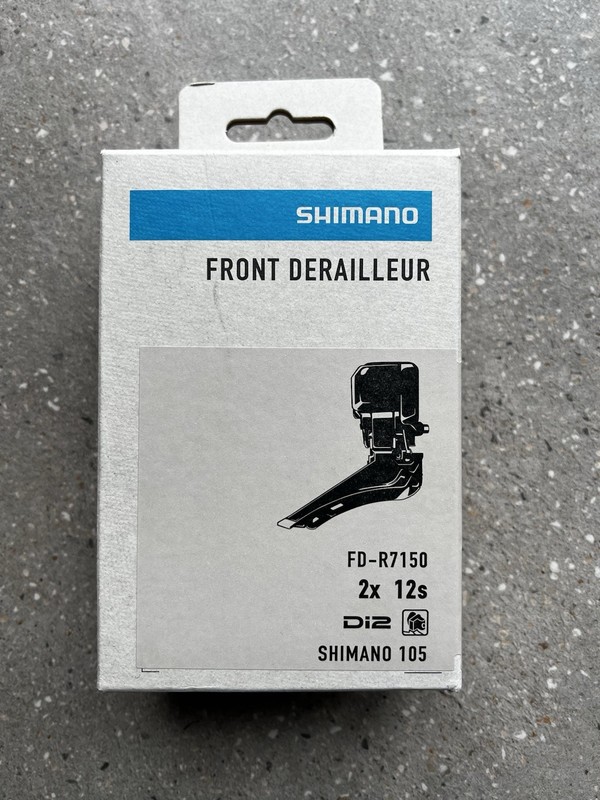 SHIMANO
FRONT DERAILLEUR
FD-R7150
2x 12s
Di2
SHIMANO 105